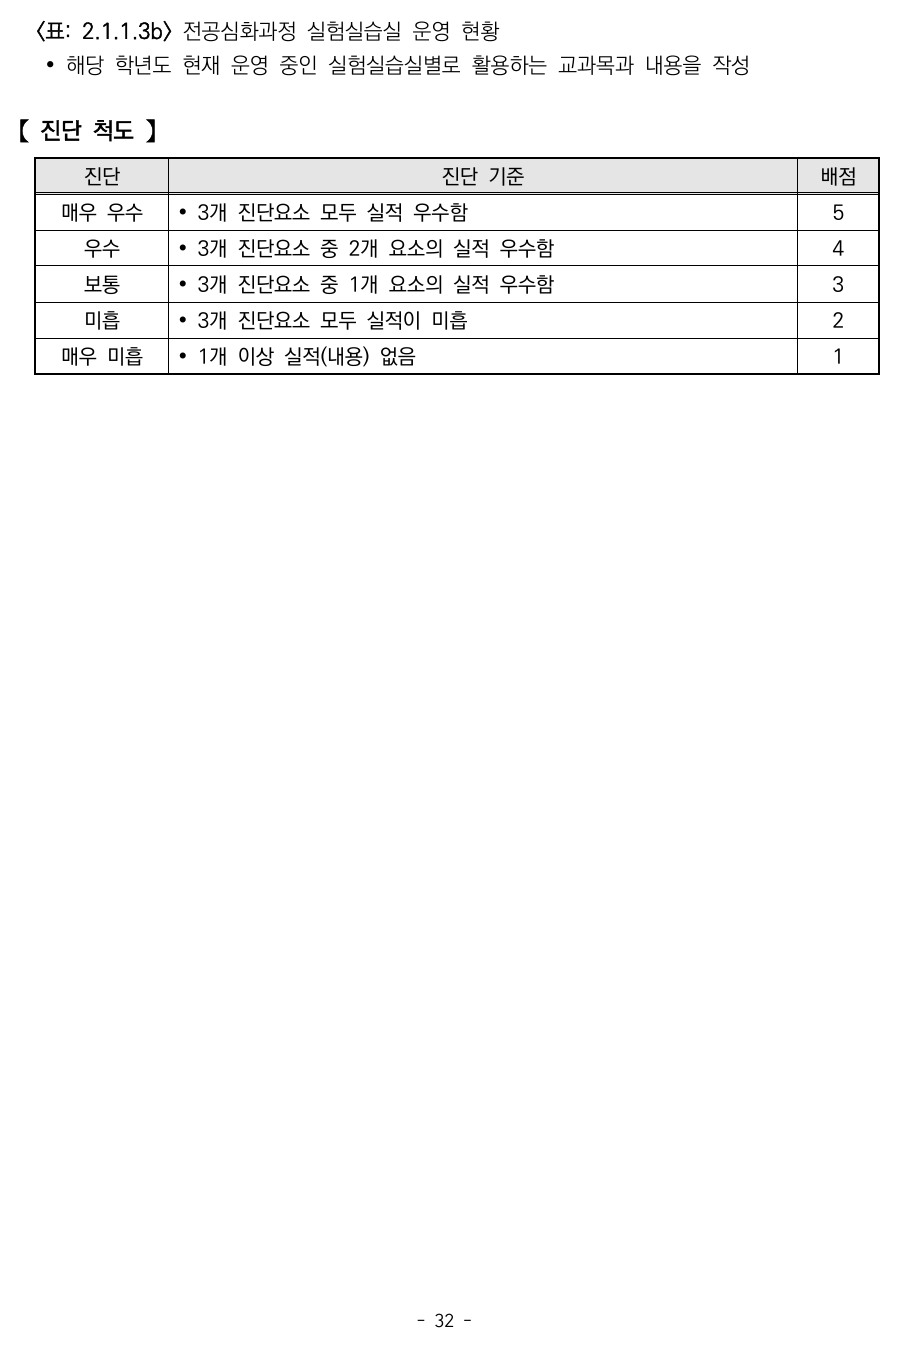 <표: 2.1.1.3b> 전공심화과정 실험실습실 운영 현황
• 해당 학년도 현재 운영 중인 실험실습실별로 활용하는 교과목과 내용을 작성
【 진단 척도 】
진단 진단 기준 배점
매우 우수 • 3개 진단요소 모두 실적 우수함 5
우수 • 3개 진단요소 중 2개 요소의 실적 우수함 4
보통 • 3개 진단요소 중 1개 요소의 실적 우수함 3
미흡 • 3개 진단요소 모두 실적이 미흡 2
매우 미흡 • 1개 이상 실적(내용) 없음 1
- 32 -